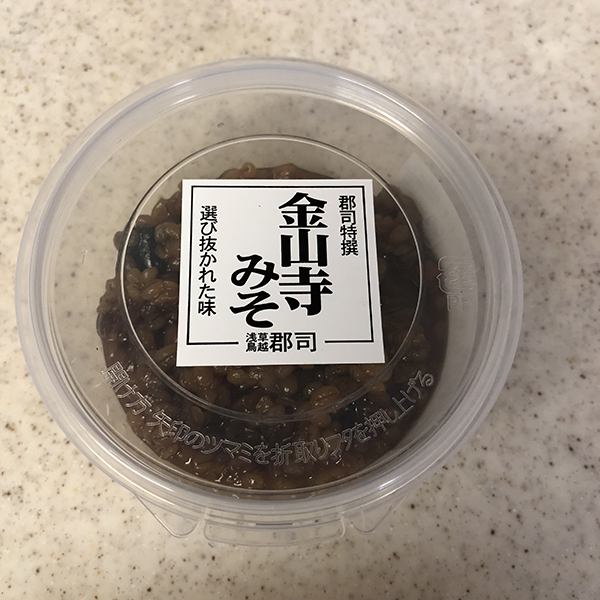 郡司特撰
金山寺
みそ
選び抜かれた味
浅草
鳥越
郡司
開け方 矢印のツマミを折取りフタを押し上げる